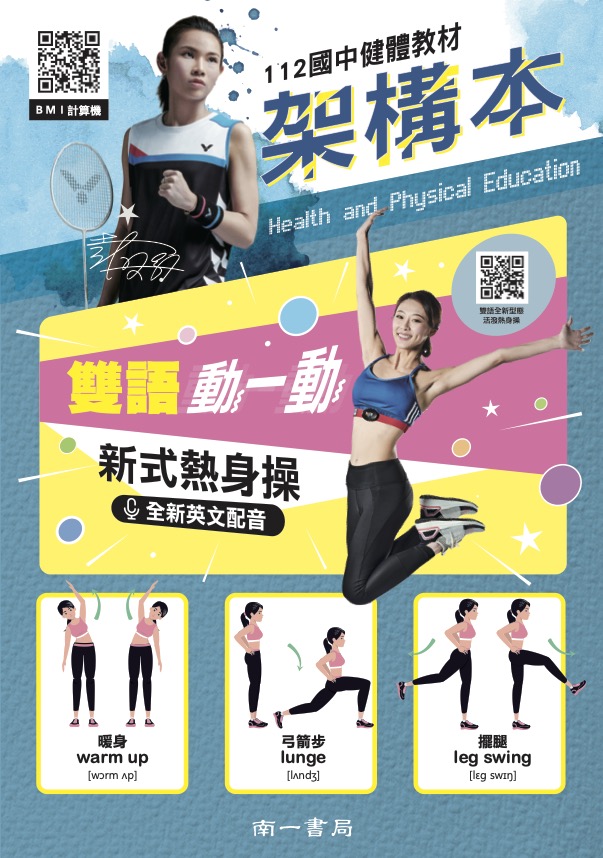 BMI計算機
112國中健體教材
架構本
Health and Physical Education
雙語全新型態
活潑熱身操
雙語動一動
新式熱身操
全新英文配音
暖身
warm up
[wɔrm ʌp]
弓箭步
lunge
[lʌndʒ]
擺腿
leg swing
[lɛg swɪŋ]
南一書局